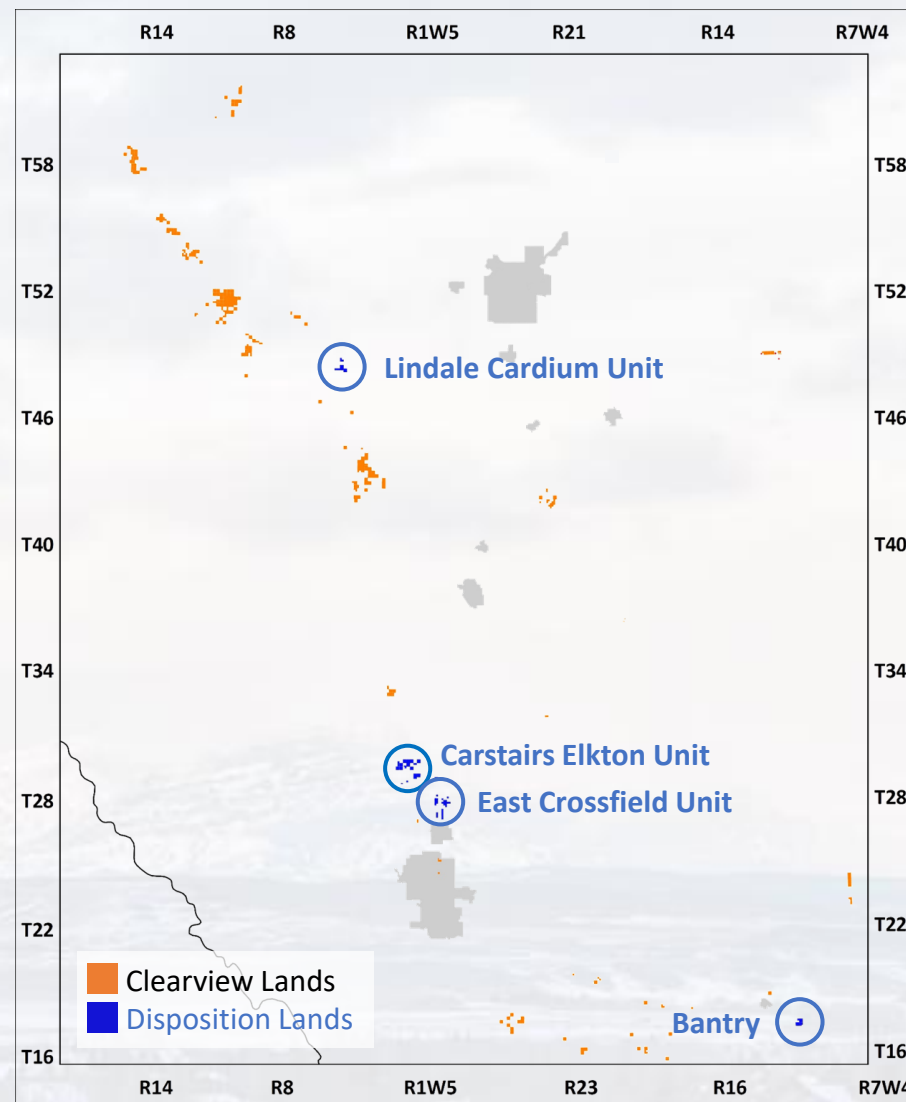 R14 R8 R1W5 R21 R14 R7W4
T58 T58
T52 T52
Lindale Cardium Unit
T46 T46
T40 T40
T34 T34
Carstairs Elkton Unit
T28 East Crossfield Unit T28
T22 T22
Clearview Lands
Disposition Lands
Bantry
T16 T16
R14 R8 R1W5 R23 R16 R7W4